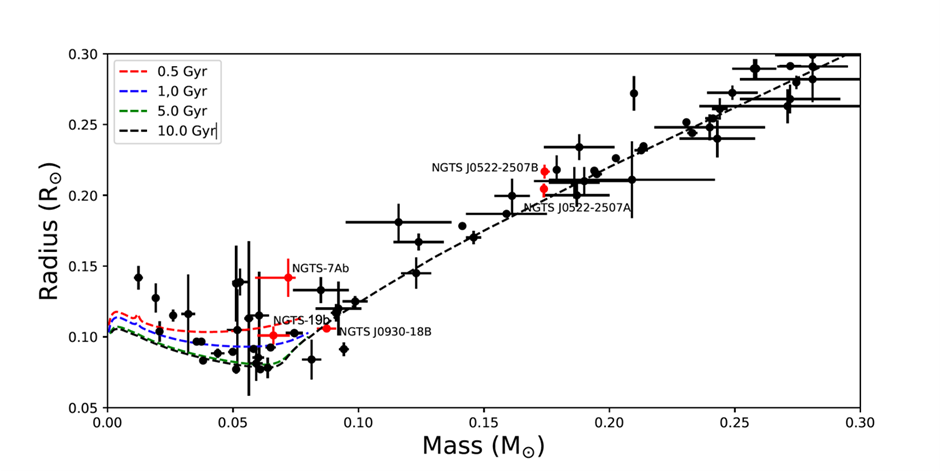 0.30
0.25
0.20
0.15
0.10
0.05
Radius (R⊙)
0.5 Gyr
1,0 Gyr
5.0 Gyr
10.0 Gyr
NGTS J0522-2507B
NGTS J0522-2507A
NGTS-7Ab
NGTS-19b
NGTS J0930-18B
0.00 0.05 0.10 0.15 0.20 0.25 0.30
Mass (M⊙)